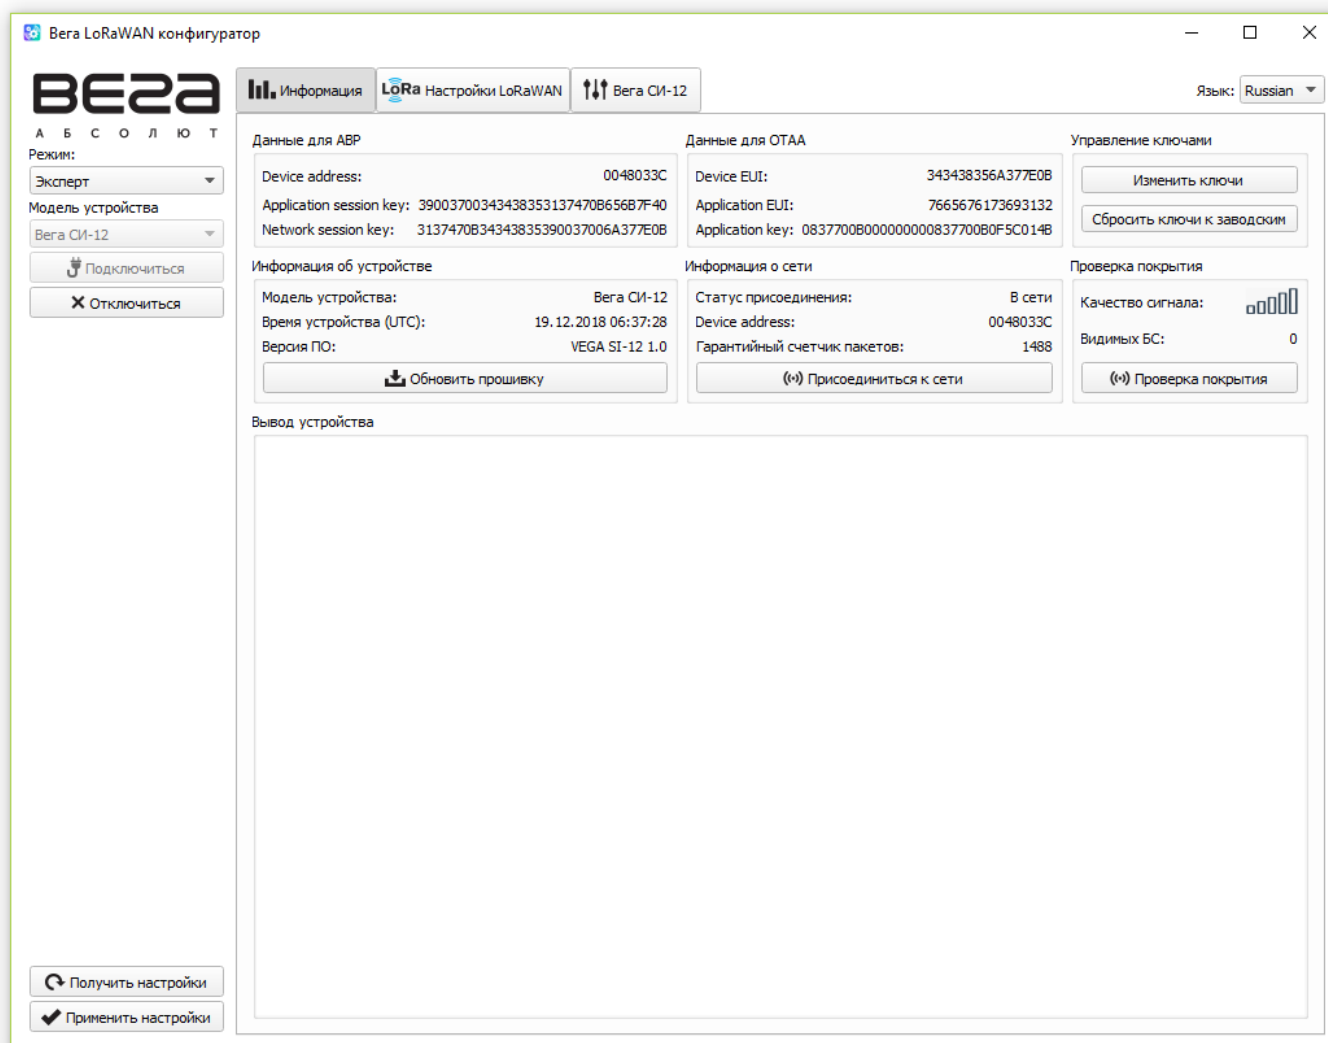 Вега LoRaWAN конфигуратор
ВЕГА
АБСОЛЮТ
Режим:
Эксперт
Модель устройства
Вега СИ-12
Подключиться
Отключиться
Получить настройки
Применить настройки
Информация
LoRa Настройки LoRaWAN
Вега СИ-12
Язык: Russian
Данные для ABP
Device address: 0048033C
Application session key: 39003700343438353137470B656B7F40
Network session key: 3137470B34343835390037006A377E0B
Данные для OTAA
Device EUI: 343438356A377E0B
Application EUI: 7665676173693132
Application key: 0837700B000000000837700B0F5C014B
Управление ключами
Изменить ключи
Сбросить ключи к заводским
Информация об устройстве
Модель устройства: Вега СИ-12
Время устройства (UTC): 19.12.2018 06:37:28
Версия ПО: VEGA SI-12 1.0
Обновить прошивку
Информация о сети
Статус присоединения: В сети
Device address: 0048033C
Гарантийный счетчик пакетов: 1488
Присоединиться к сети
Проверка покрытия
Качество сигнала:
Видимых БС: 0
Проверка покрытия
Вывод устройства